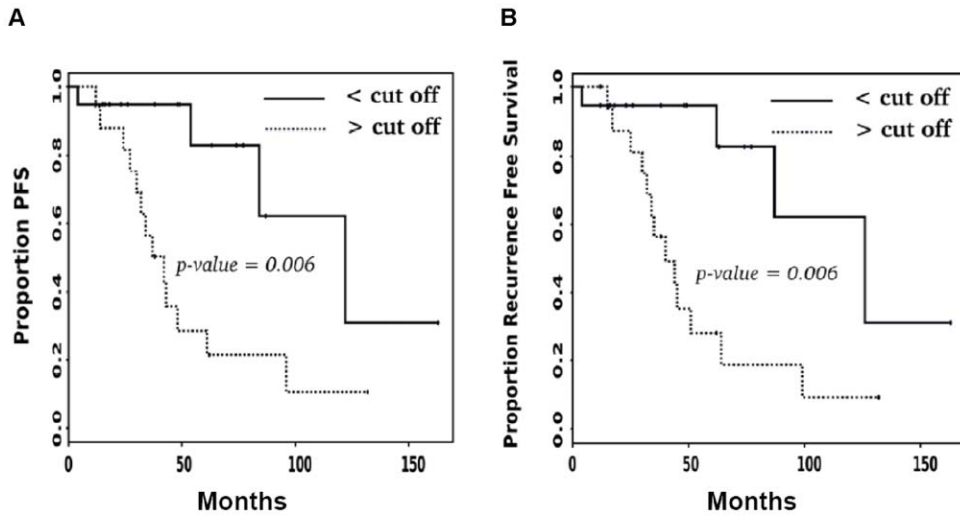 A
Proportion PFS
1.0
0.8
0.6
0.4
0.2
0.0
< cut off
> cut off
p-value = 0.006
0 50 100 150
Months
B
Proportion Recurrence Free Survival
1.0
0.8
0.6
0.4
0.2
0.0
< cut off
> cut off
p-value = 0.006
0 50 100 150
Months